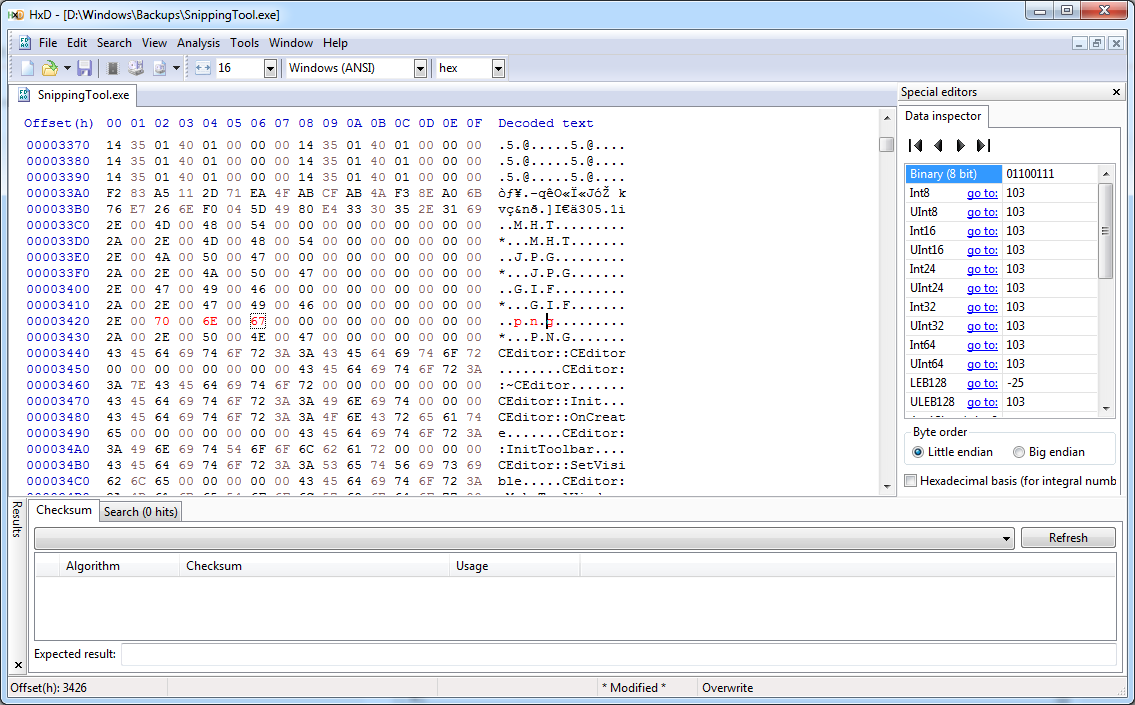 HxD - [D:\Windows\Backups\SnippingTool.exe]
File Edit Search View Analysis Tools Window Help
16 Windows (ANSI) hex
SnippingTool.exe
Offset(h) 00 01 02 03 04 05 06 07 08 09 0A 0B 0C 0D 0E 0F Decoded text
00003370 14 35 01 40 01 00 00 00 14 35 01 40 01 00 00 00 .5.@.....5.@....
00003380 14 35 01 40 01 00 00 00 14 35 01 40 01 00 00 00 .5.@.....5.@....
00003390 14 35 01 40 01 00 00 00 14 35 01 40 01 00 00 00 .5.@.....5.@....
000033A0 F2 83 A5 11 2D 71 EA 4F AB CF AB 4A F3 8E A0 6B òƒ¥.-qêO«Ï«JóŽ k
000033B0 76 E7 26 6E F0 04 5D 49 80 E4 33 30 35 2E 31 69 vç&nð.]I€ä305.1i
000033C0 2E 00 4D 00 48 00 54 00 00 00 00 00 00 00 00 00 ..M.H.T.........
000033D0 2A 00 2E 00 4D 00 48 00 54 00 00 00 00 00 00 00 *...M.H.T.......
000033E0 2E 00 4A 00 50 00 47 00 00 00 00 00 00 00 00 00 ..J.P.G.........
000033F0 2A 00 2E 00 4A 00 50 00 47 00 00 00 00 00 00 00 *...J.P.G.......
00003400 2E 00 47 00 49 00 46 00 00 00 00 00 00 00 00 00 ..G.I.F.........
00003410 2A 00 2E 00 47 00 49 00 46 00 00 00 00 00 00 00 *...G.I.F.......
00003420 2E 00 70 00 6E 00 67 00 00 00 00 00 00 00 00 00 ..p.n.g.........
00003430 2A 00 2E 00 50 00 4E 00 47 00 00 00 00 00 00 00 *...P.N.G.......
00003440 43 45 64 69 74 6F 72 3A 3A 43 45 64 69 74 6F 72 CEditor::CEditor
00003450 00 00 00 00 00 00 00 00 43 45 64 69 74 6F 72 3A ........CEditor:
00003460 3A 7E 43 45 64 69 74 6F 72 00 00 00 00 00 00 00 :~CEditor.......
00003470 43 45 64 69 74 6F 72 3A 3A 49 6E 69 74 00 00 00 CEditor::Init...
00003480 43 45 64 69 74 6F 72 3A 3A 4F 6E 43 72 65 61 74 CEditor::OnCreat
00003490 65 00 00 00 00 00 00 00 43 45 64 69 74 6F 72 3A e.......CEditor:
000034A0 3A 49 6E 69 74 54 6F 6F 6C 62 61 72 00 00 00 00 :InitToolbar....
000034B0 43 45 64 69 74 6F 72 3A 3A 53 65 74 56 69 73 69 CEditor::SetVisi
000034C0 62 6C 65 00 00 00 00 00 43 45 64 69 74 6F 72 3A ble.....CEditor:
Special editors
Data inspector
Binary (8 bit) 01100111
Int8 go to: 103
UInt8 go to: 103
Int16 go to: 103
UInt16 go to: 103
Int24 go to: 103
UInt24 go to: 103
Int32 go to: 103
UInt32 go to: 103
Int64 go to: 103
UInt64 go to: 103
LEB128 go to: -25
ULEB128 go to: 103
Byte order
Little endian Big endian
Hexadecimal basis (for integral numb
Results
Checksum Search (0 hits)
Refresh
Algorithm Checksum Usage
Expected result:
Offset(h): 3426 * Modified * Overwrite